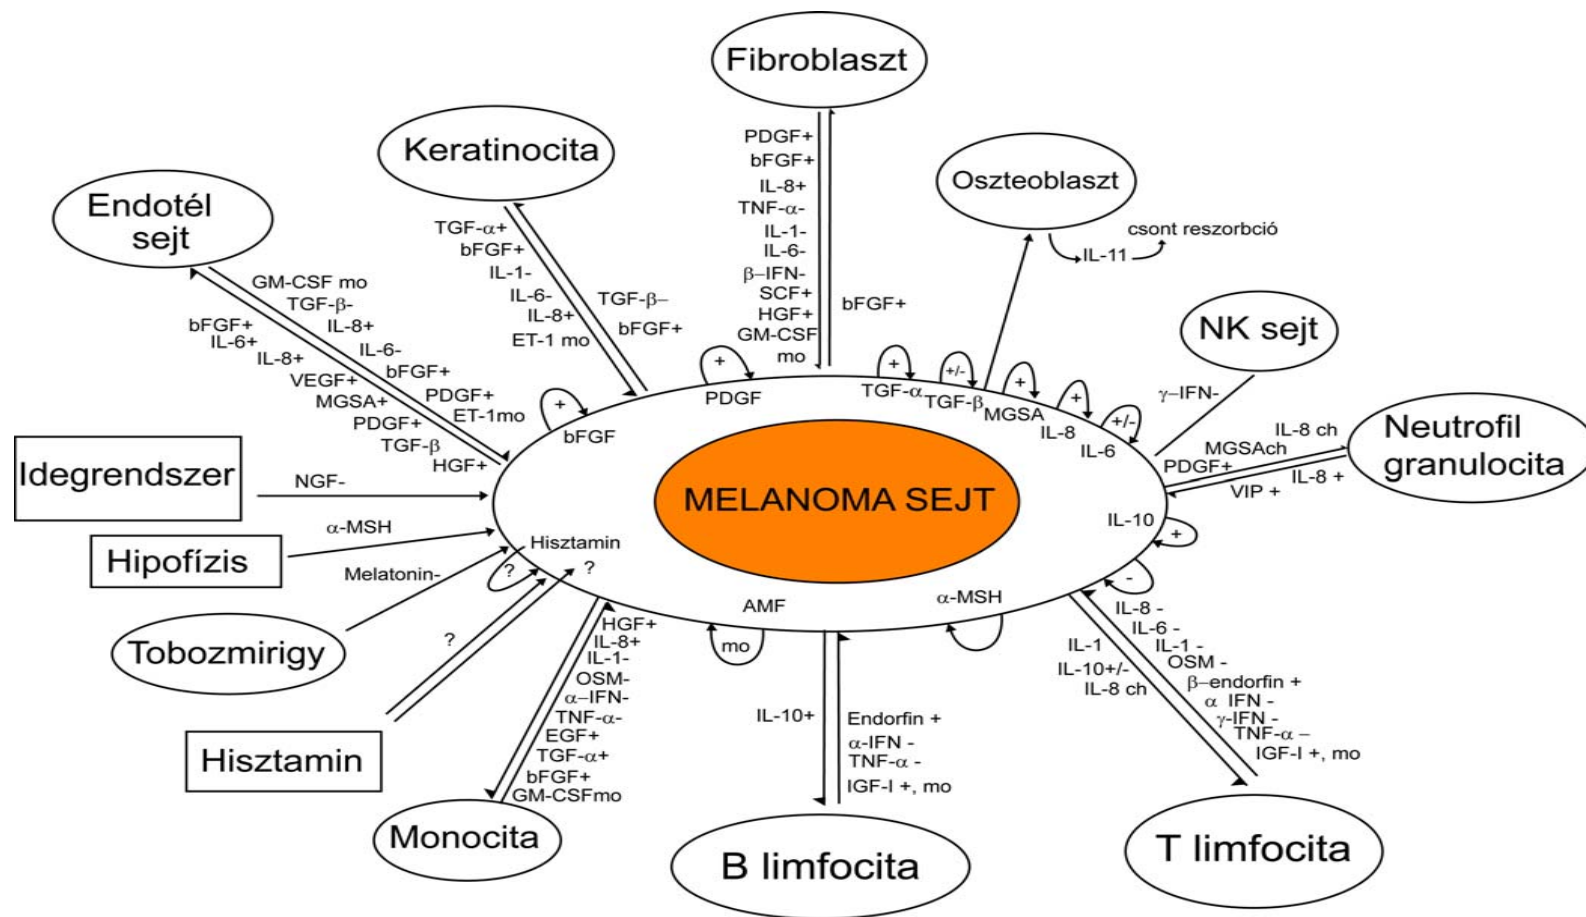 Fibroblaszt
PDGF+
bFGF+
IL-8+
TNF-α-
IL-1-
IL-6-
β–IFN-
SCF+
HGF+
GM-CSF
mo
bFGF+
Keratinocita
TGF-α+
bFGF+
IL-1-
IL-6-
IL-8+
ET-1 mo
TGF-β–
bFGF+
Oszteoblaszt
csont reszorbció
IL-11
Endotél
sejt
GM-CSF mo
TGF-β-
IL-8+
IL-6-
bFGF+
PDGF+
ET-1mo
bFGF+
IL-6+
IL-8+
VEGF+
MGSA+
PDGF+
TGF-β
HGF+
NK sejt
γ–IFN-
Neutrofil
granulocita
IL-8 ch
MGSAch
PDGF+
IL-8 +
VIP +
+
bFGF
+
PDGF
+
TGF-α
+/-
TGF-β
+
MGSA
+
IL-8
+/-
IL-6
MELANOMA SEJT
IL-10
+
-
Idegrendszer
NGF-
Hipofízis
α-MSH
Tobozmirigy
Melatonin-
Hisztamin
?
?
?
Hisztamin
AMF
mo
α-MSH
HGF+
IL-8+
IL-1-
OSM-
α–IFN-
TNF-α-
EGF+
TGF-α+
bFGF+
GM-CSFmo
Monocita
IL-10+
Endorfin +
α-IFN -
TNF-α -
IGF-I +, mo
B limfocita
IL-1
IL-10+/-
IL-8 ch
IL-8 -
IL-6 -
IL-1 -
OSM -
β–endorfin +
α IFN -
γ-IFN -
TNF-α –
IGF-I +, mo
T limfocita